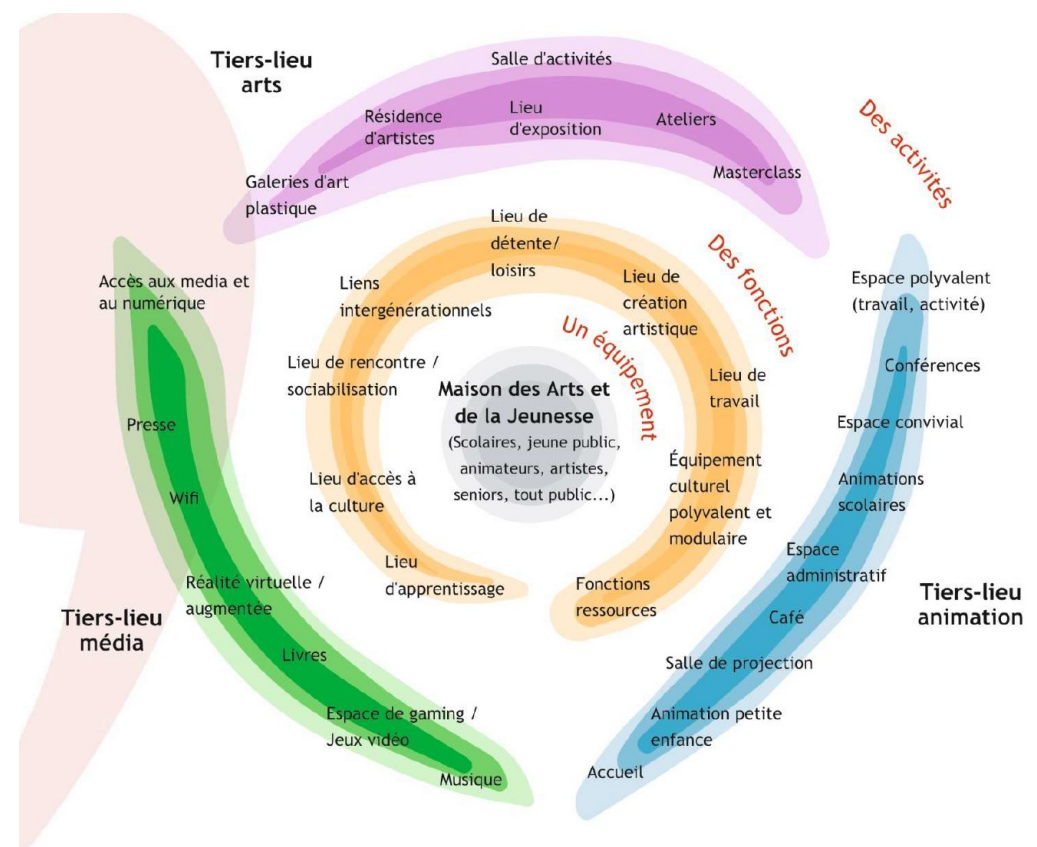 Tiers-lieu
arts
Salle d'activités
Résidence
d'artistes
Lieu
d'exposition
Ateliers
Masterclass
Galeries d'art
plastique
Des activités
Des fonctions
Un équipement
Lieu de
détente/
loisirs
Liens
intergénérationnels
Lieu de
création
artistique
Lieu de rencontre /
sociabilisation
Lieu de
travail
Lieu d'accès à
la culture
Équipement
culturel
polyvalent et
modulaire
Lieu
d'apprentissage
Fonctions
ressources
Maison des Arts et
de la Jeunesse
(Scolaires, jeune public,
animateurs, artistes,
seniors, tout public...)
Accès aux media et
au numérique
Presse
Wifi
Réalité virtuelle /
augmentée
Livres
Espace de gaming /
Jeux vidéo
Musique
Tiers-lieu
média
Espace polyvalent
(travail, activité)
Conférences
Espace convivial
Animations
scolaires
Espace
administratif
Café
Salle de projection
Animation petite
enfance
Accueil
Tiers-lieu
animation